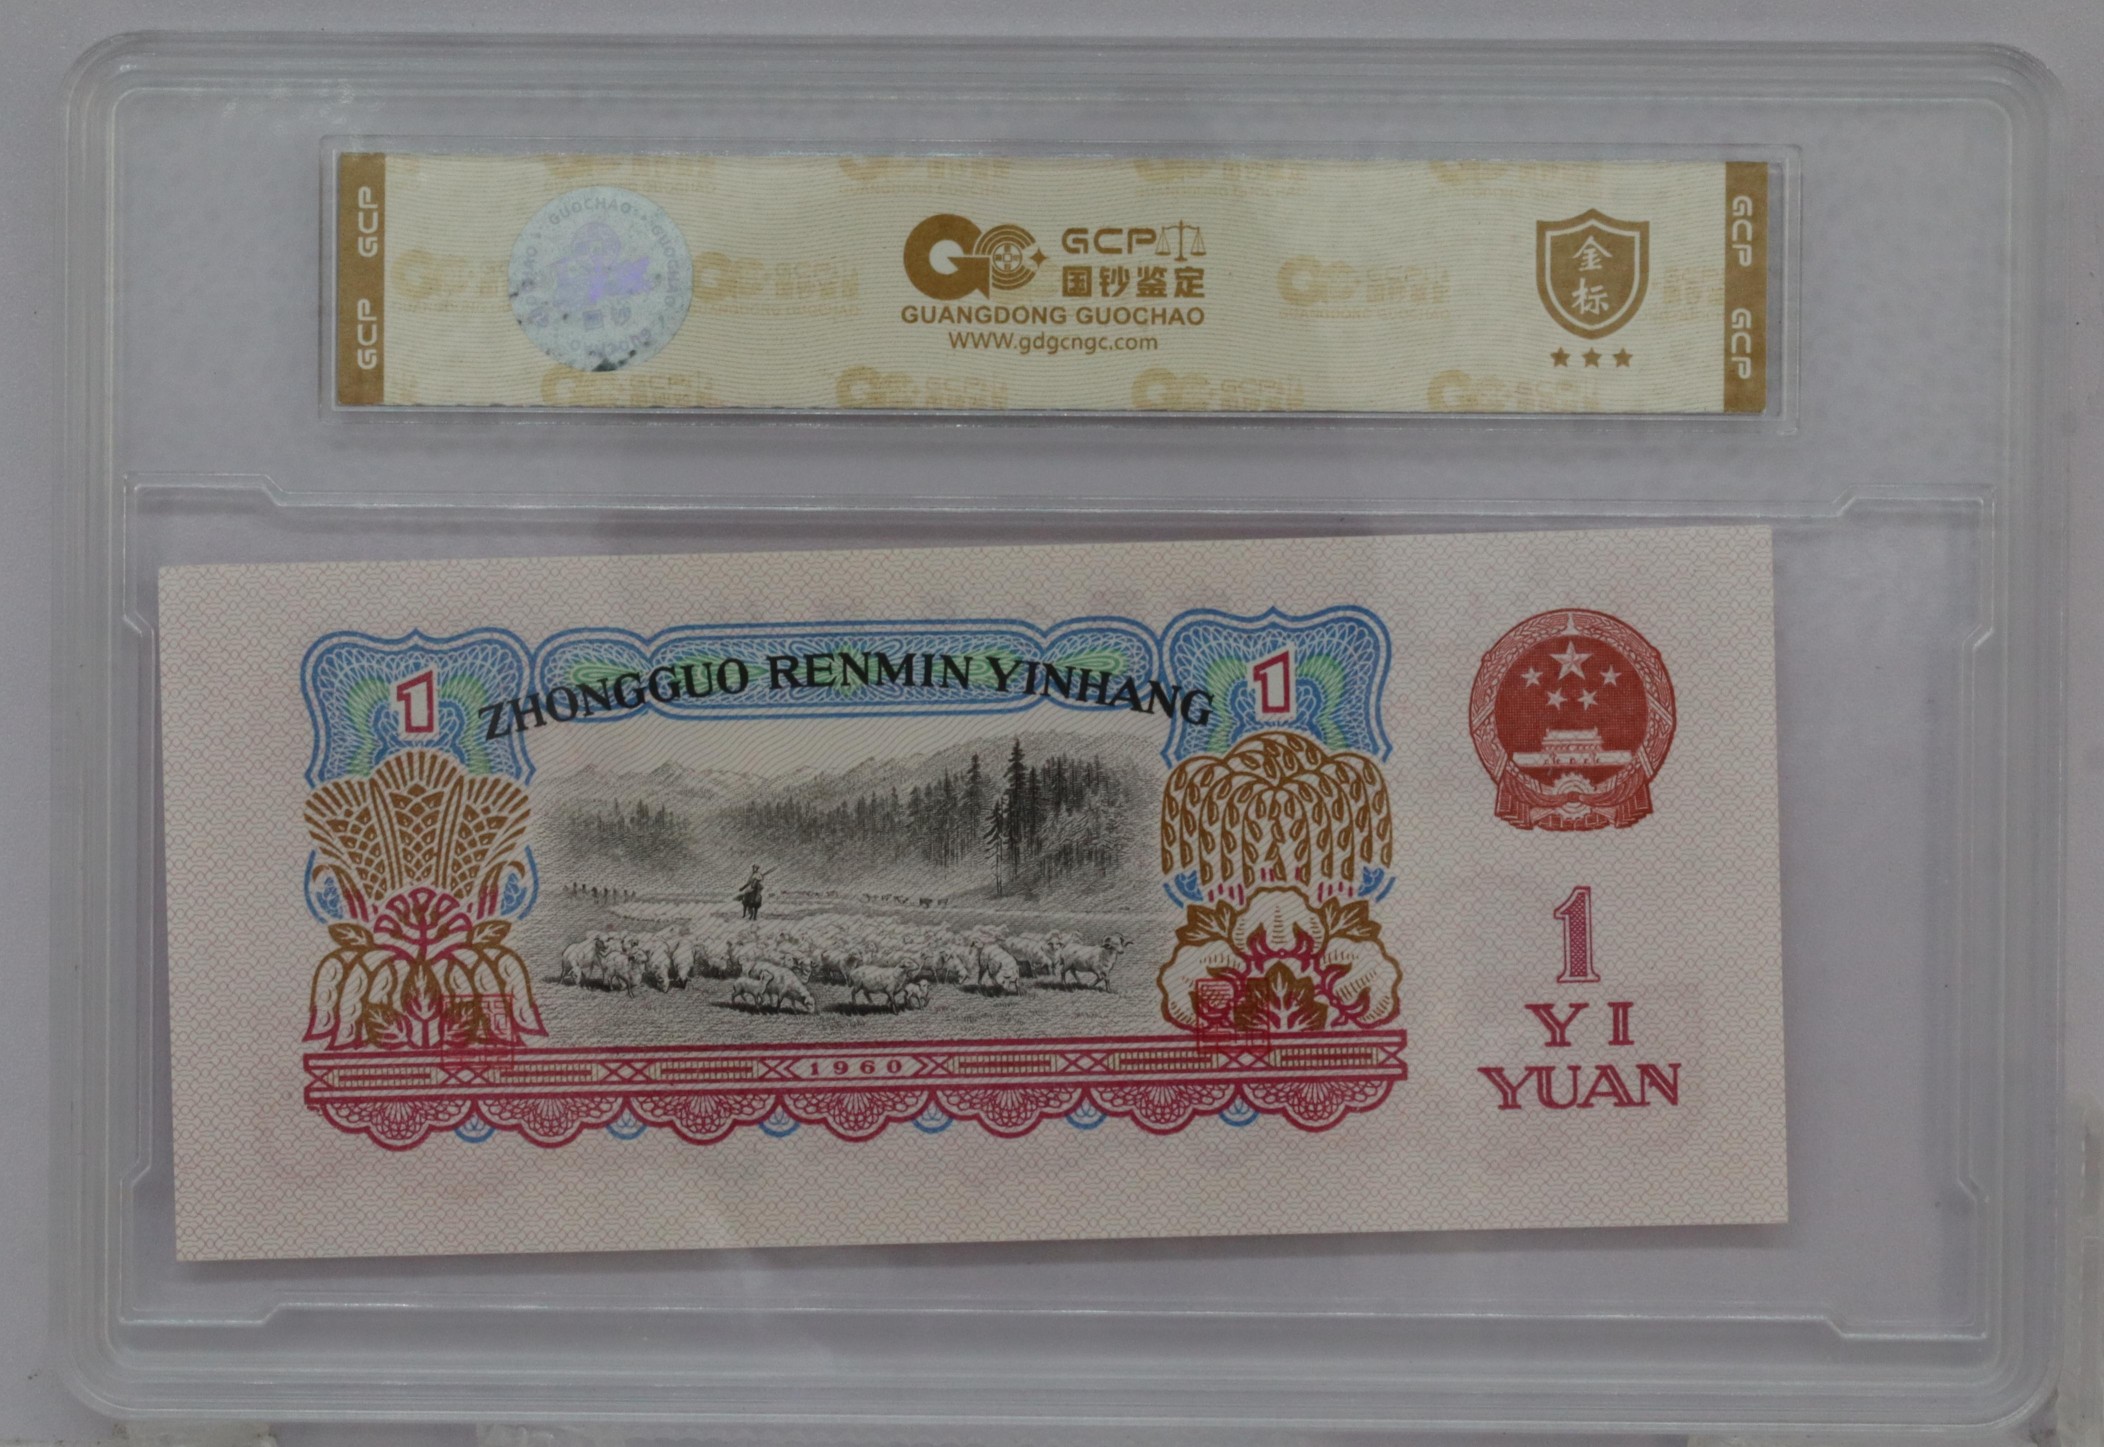 GCP
GCP
GUOCHAO
GCP
国钞鉴定
GUANGDONG GUOCHAO
WWW.gdgcngc.com
金标
GCP
GCP
1
ZHONGGUO RENMIN YINHANG
1
1960
1
YI
YUAN